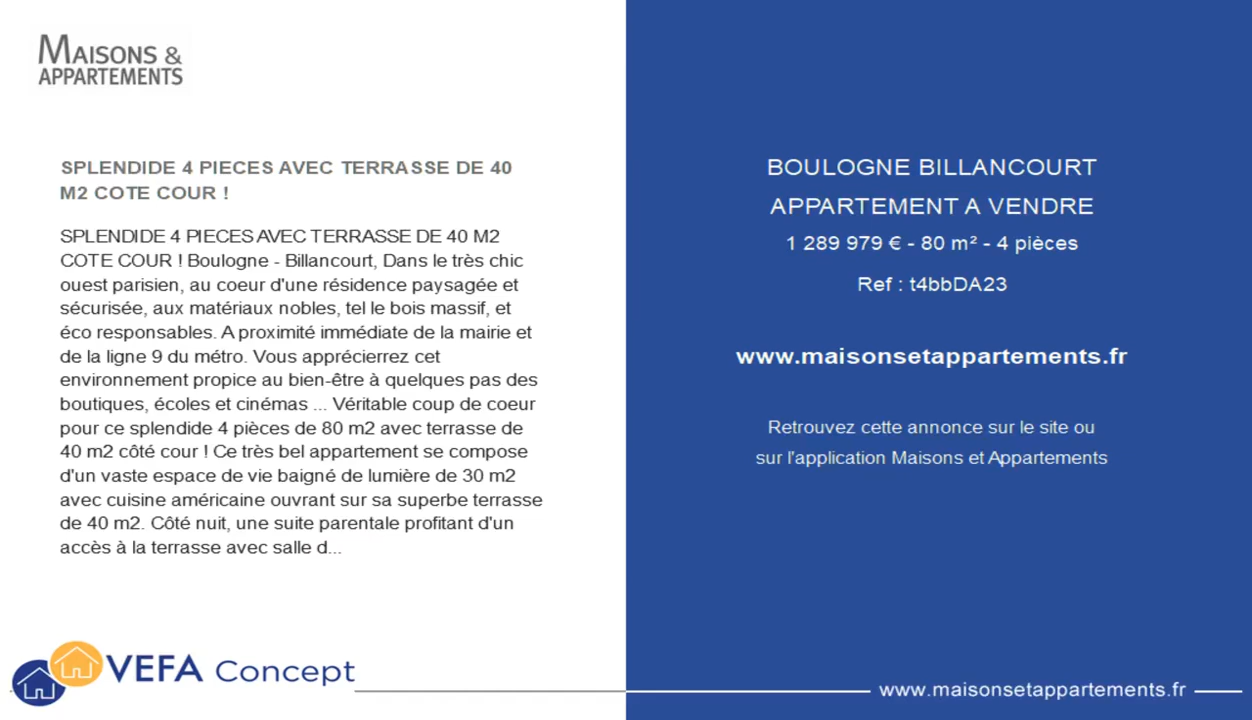 MAISONS &
APPARTEMENTS
SPLENDIDE 4 PIECES AVEC TERRASSE DE 40
M2 COTE COUR !
SPLENDIDE 4 PIECES AVEC TERRASSE DE 40 M2
COTE COUR ! Boulogne - Billancourt, Dans le très chic
ouest parisien, au coeur d'une résidence paysagée et
sécurisée, aux matériaux nobles, tel le bois massif, et
éco responsables. A proximité immédiate de la mairie et
de la ligne 9 du métro. Vous apprécierrez cet
environnement propice au bien-être à quelques pas des
boutiques, écoles et cinémas ... Véritable coup de coeur
pour ce splendide 4 pièces de 80 m2 avec terrasse de
40 m2 côté cour ! Ce très bel appartement se compose
d'un vaste espace de vie baigné de lumière de 30 m2
avec cuisine américaine ouvrant sur sa superbe terrasse
de 40 m2. Côté nuit, une suite parentale profitant d'un
accès à la terrasse avec salle d...
VEFA Concept
BOULOGNE BILLANCOURT
APPARTEMENT A VENDRE
1 289 979 € - 80 m² - 4 pièces
Ref : t4bbDA23
www.maisonsetappartements.fr
Retrouvez cette annonce sur le site ou
sur l'application Maisons et Appartements
www.maisonsetappartements.fr